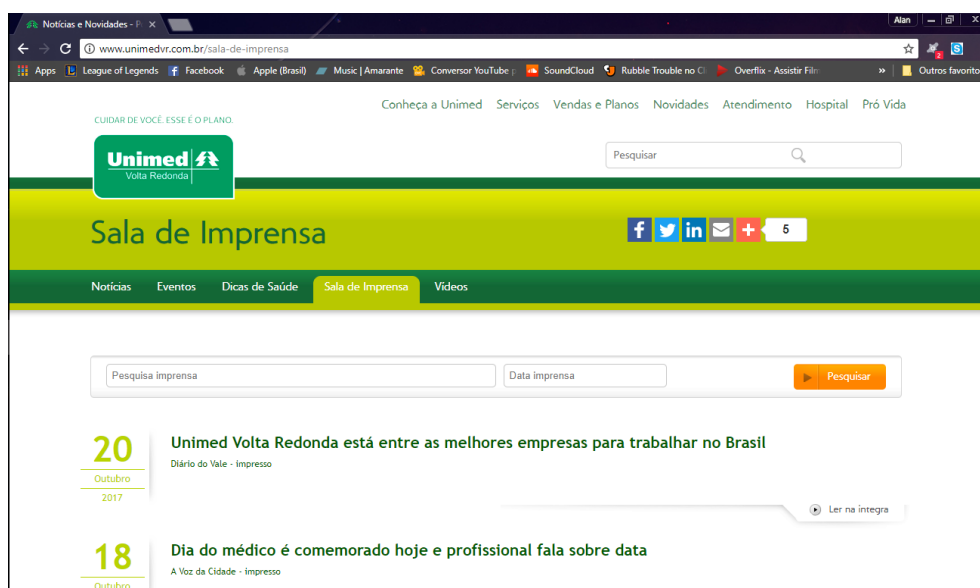 Notícias e Novidades - P
Alan
www.unimedvr.com.br/sala-de-imprensa
2
Apps League of Legends Facebook Apple (Brasil) Music | Amarante Conversor YouTube p SoundCloud Rubble Trouble no Cl Overflix - Assistir Film » Outros favorito
Conheça a Unimed Serviços Vendas e Planos Novidades Atendimento Hospital Pró Vida
CUIDAR DE VOCÊ. ESSE É O PLANO.
Unimed
Volta Redonda
Pesquisar
Sala de Imprensa
5
Notícias Eventos Dicas de Saúde Sala de Imprensa Vídeos
Pesquisa imprensa Data imprensa Pesquisar
20
Outubro
2017
Unimed Volta Redonda está entre as melhores empresas para trabalhar no Brasil
Diário do Vale - impresso
Ler na integra
18
Outubro
Dia do médico é comemorado hoje e profissional fala sobre data
A Voz da Cidade - impresso